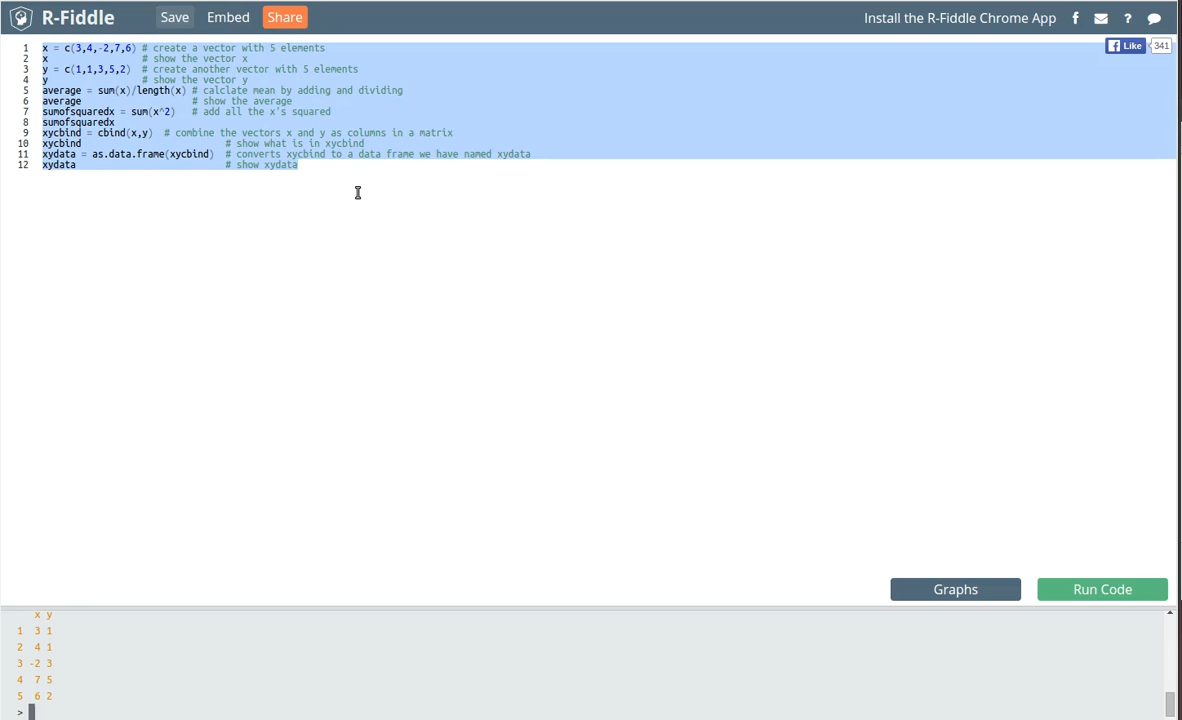 R-Fiddle Save Embed Share Install the R-Fiddle Chrome App f ?
Like 341
1 x = c(3,4,-2,7,6) # create a vector with 5 elements
2 x # show the vector x
3 y = c(1,1,3,5,2) # create another vector with 5 elements
4 y # show the vector y
5 average = sum(x)/length(x) # calclate mean by adding and dividing
6 average # show the average
7 sumofsquaredx = sum(x^2) # add all the x's squared
8 sumofsquaredx
9 xycbind = cbind(x,y) # combine the vectors x and y as columns in a matrix
10 xycbind # show what is in xycbind
11 xydata = as.data.frame(xycbind) # converts xycbind to a data frame we have named xydata
12 xydata # show xydata
Graphs Run Code
x y
1 3 1
2 4 1
3 -2 3
4 7 5
5 6 2
>